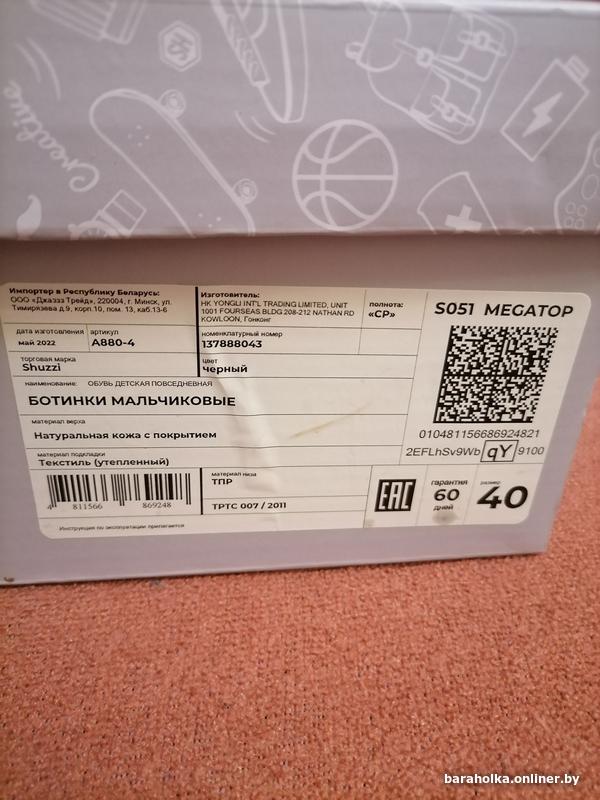 Creative
Импортер в Республику Беларусь:
ООО «Джаззз Трейд», 220004, г. Минск, ул.
Тимирязева д.9, корп.10, пом. 13, каб.13-6
Изготовитель:
HK YONGLI INT'L TRADING LIMITED, UNIT
1001 FOURSEAS BLDG 208-212 NATHAN RD
KOWLOON, Гонконг
полнота:
«СР»
S051 MEGATOP
дата изготовления
май 2022
артикул
A880-4
номенклатурный номер
137888043
торговая марка
Shuzzi
цвет
черный
наименование: ОБУВЬ ДЕТСКАЯ ПОВСЕДНЕВНАЯ
БОТИНКИ МАЛЬЧИКОВЫЕ
материал верха
Натуральная кожа с покрытием
материал подкладки
Текстиль (утепленный)
010481156686924821
2EFLhSv9Wb qY 9100
4 811566 869248
материал низа
ТПР
ТРТС 007 / 2011
EAC
гарантия
60
дней
размер
40
Инструкция по эксплуатации прилагается
baraholka.onliner.by